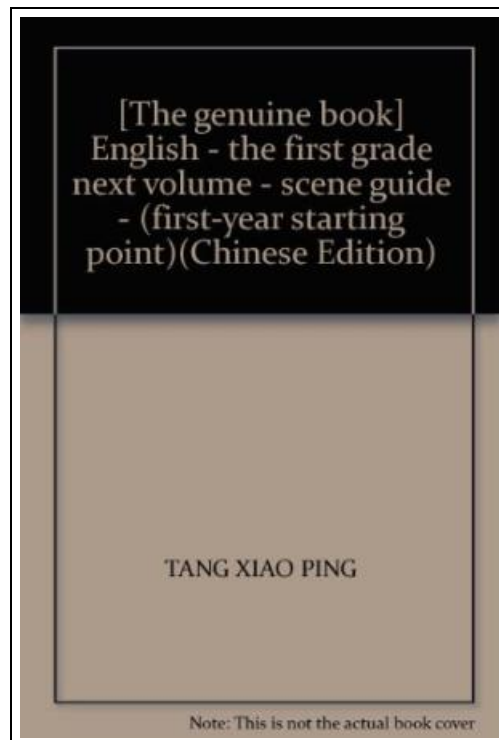 [The genuine book]
English - the first grade
next volume - scene guide
- (first-year starting
point)(Chinese Edition)
TANG XIAO PING
Note: This is not the actual book cover